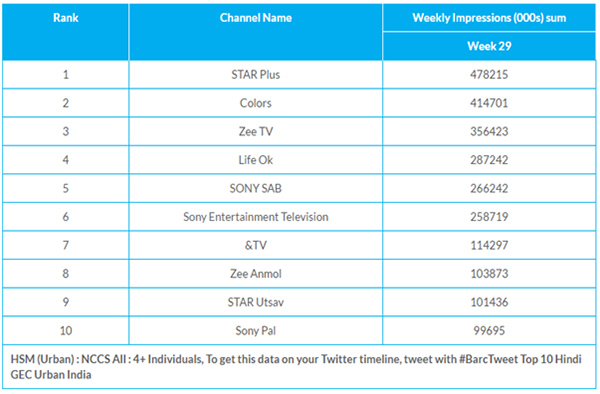 Rank Channel Name Weekly Impressions (000s) sum
Week 29
1 STAR Plus 478215
2 Colors 414701
3 Zee TV 356423
4 Life Ok 287242
5 SONY SAB 266242
6 Sony Entertainment Television 258719
7 &TV 114297
8 Zee Anmol 103873
9 STAR Utsav 101436
10 Sony Pal 99695
HSM (Urban) : NCCS All : 4+ Individuals, To get this data on your Twitter timeline, tweet with #BarcTweet Top 10 Hindi
GEC Urban India